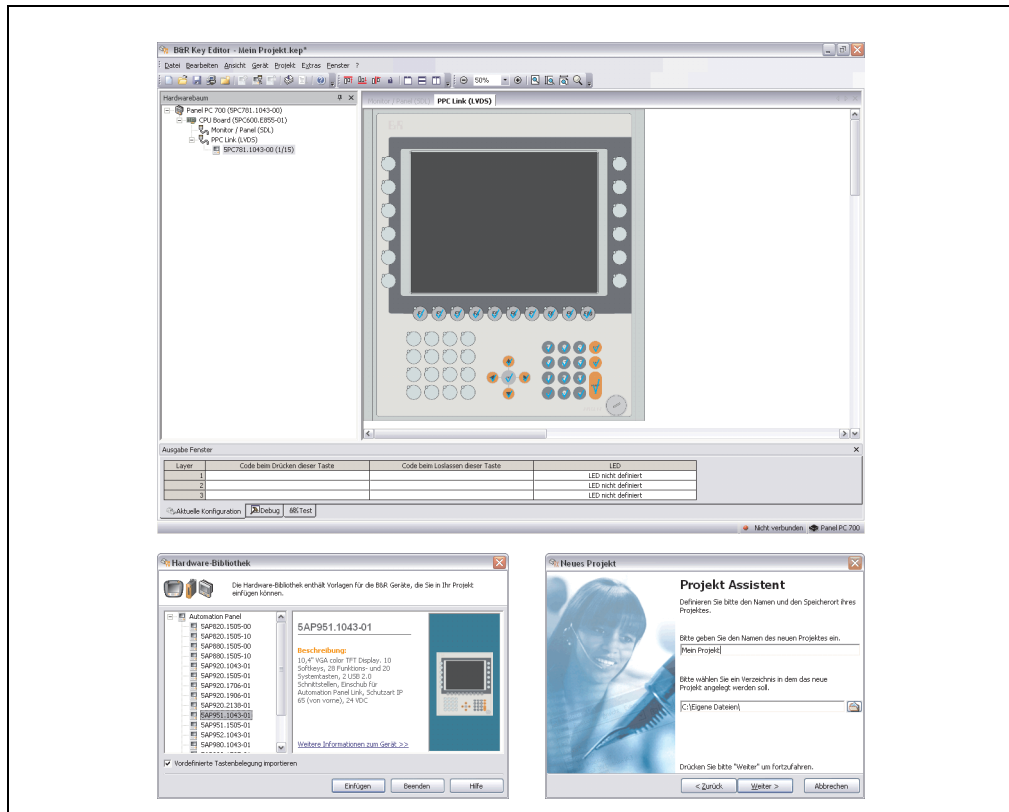 B&R Key Editor - Mein Projekt.kep*
Datei Bearbeiten Ansicht Gerät Projekt Extras Fenster ?
50%
Hardwarebaum
Monitor / Panel (SDL) PPC Link (LVDS)
Panel PC 700 (5PC781.1043-00)
CPU Board (5PC600.E855-01)
Monitor / Panel (SDL)
PPC Link (LVDS)
5PC781.1043-00 (1/15)
Ausgabe Fenster
Layer Code beim Drücken dieser Taste Code beim Loslassen dieser Taste LED
1 LED nicht definiert
2 LED nicht definiert
3 LED nicht definiert
Aktuelle Konfiguration Debug Test
Nicht verbunden Panel PC 700
Hardware-Bibliothek
Die Hardware-Bibliothek enthält Vorlagen für die B&R Geräte, die Sie in Ihr Projekt
einfügen können.
Automation Panel
5AP820.1505-00
5AP820.1505-10
5AP880.1505-00
5AP880.1505-10
5AP920.1043-01
5AP920.1505-01
5AP920.1706-01
5AP920.1906-01
5AP920.2138-01
5AP951.1043-01
5AP951.1505-01
5AP952.1043-01
5AP980.1043-01
5AP951.1043-01
Beschreibung:
10,4" VGA color TFT Display. 10
Softkeys, 28 Funktions- und 20
Systemtasten, 2 USB 2.0
Schnittstellen, Einschub für
Automation Panel Link, Schutzart IP
65 (von vorne), 24 VDC
Weitere Informationen zum Gerät >>
Vordefinierte Tastenbelegung importieren
Einfügen Beenden Hilfe
Neues Projekt
Projekt Assistent
Definieren Sie bitte den Namen und den Speicherort ihres
Projektes.
Bitte geben Sie den Namen des neuen Projektes ein.
Mein Projekt
Bitte wählen Sie ein Verzeichnis in dem das neue
Projekt angelegt werden soll.
C:\Eigene Dateien\
Drücken Sie bitte "Weiter" um fortzufahren.
< Zurück Weiter > Abbrechen